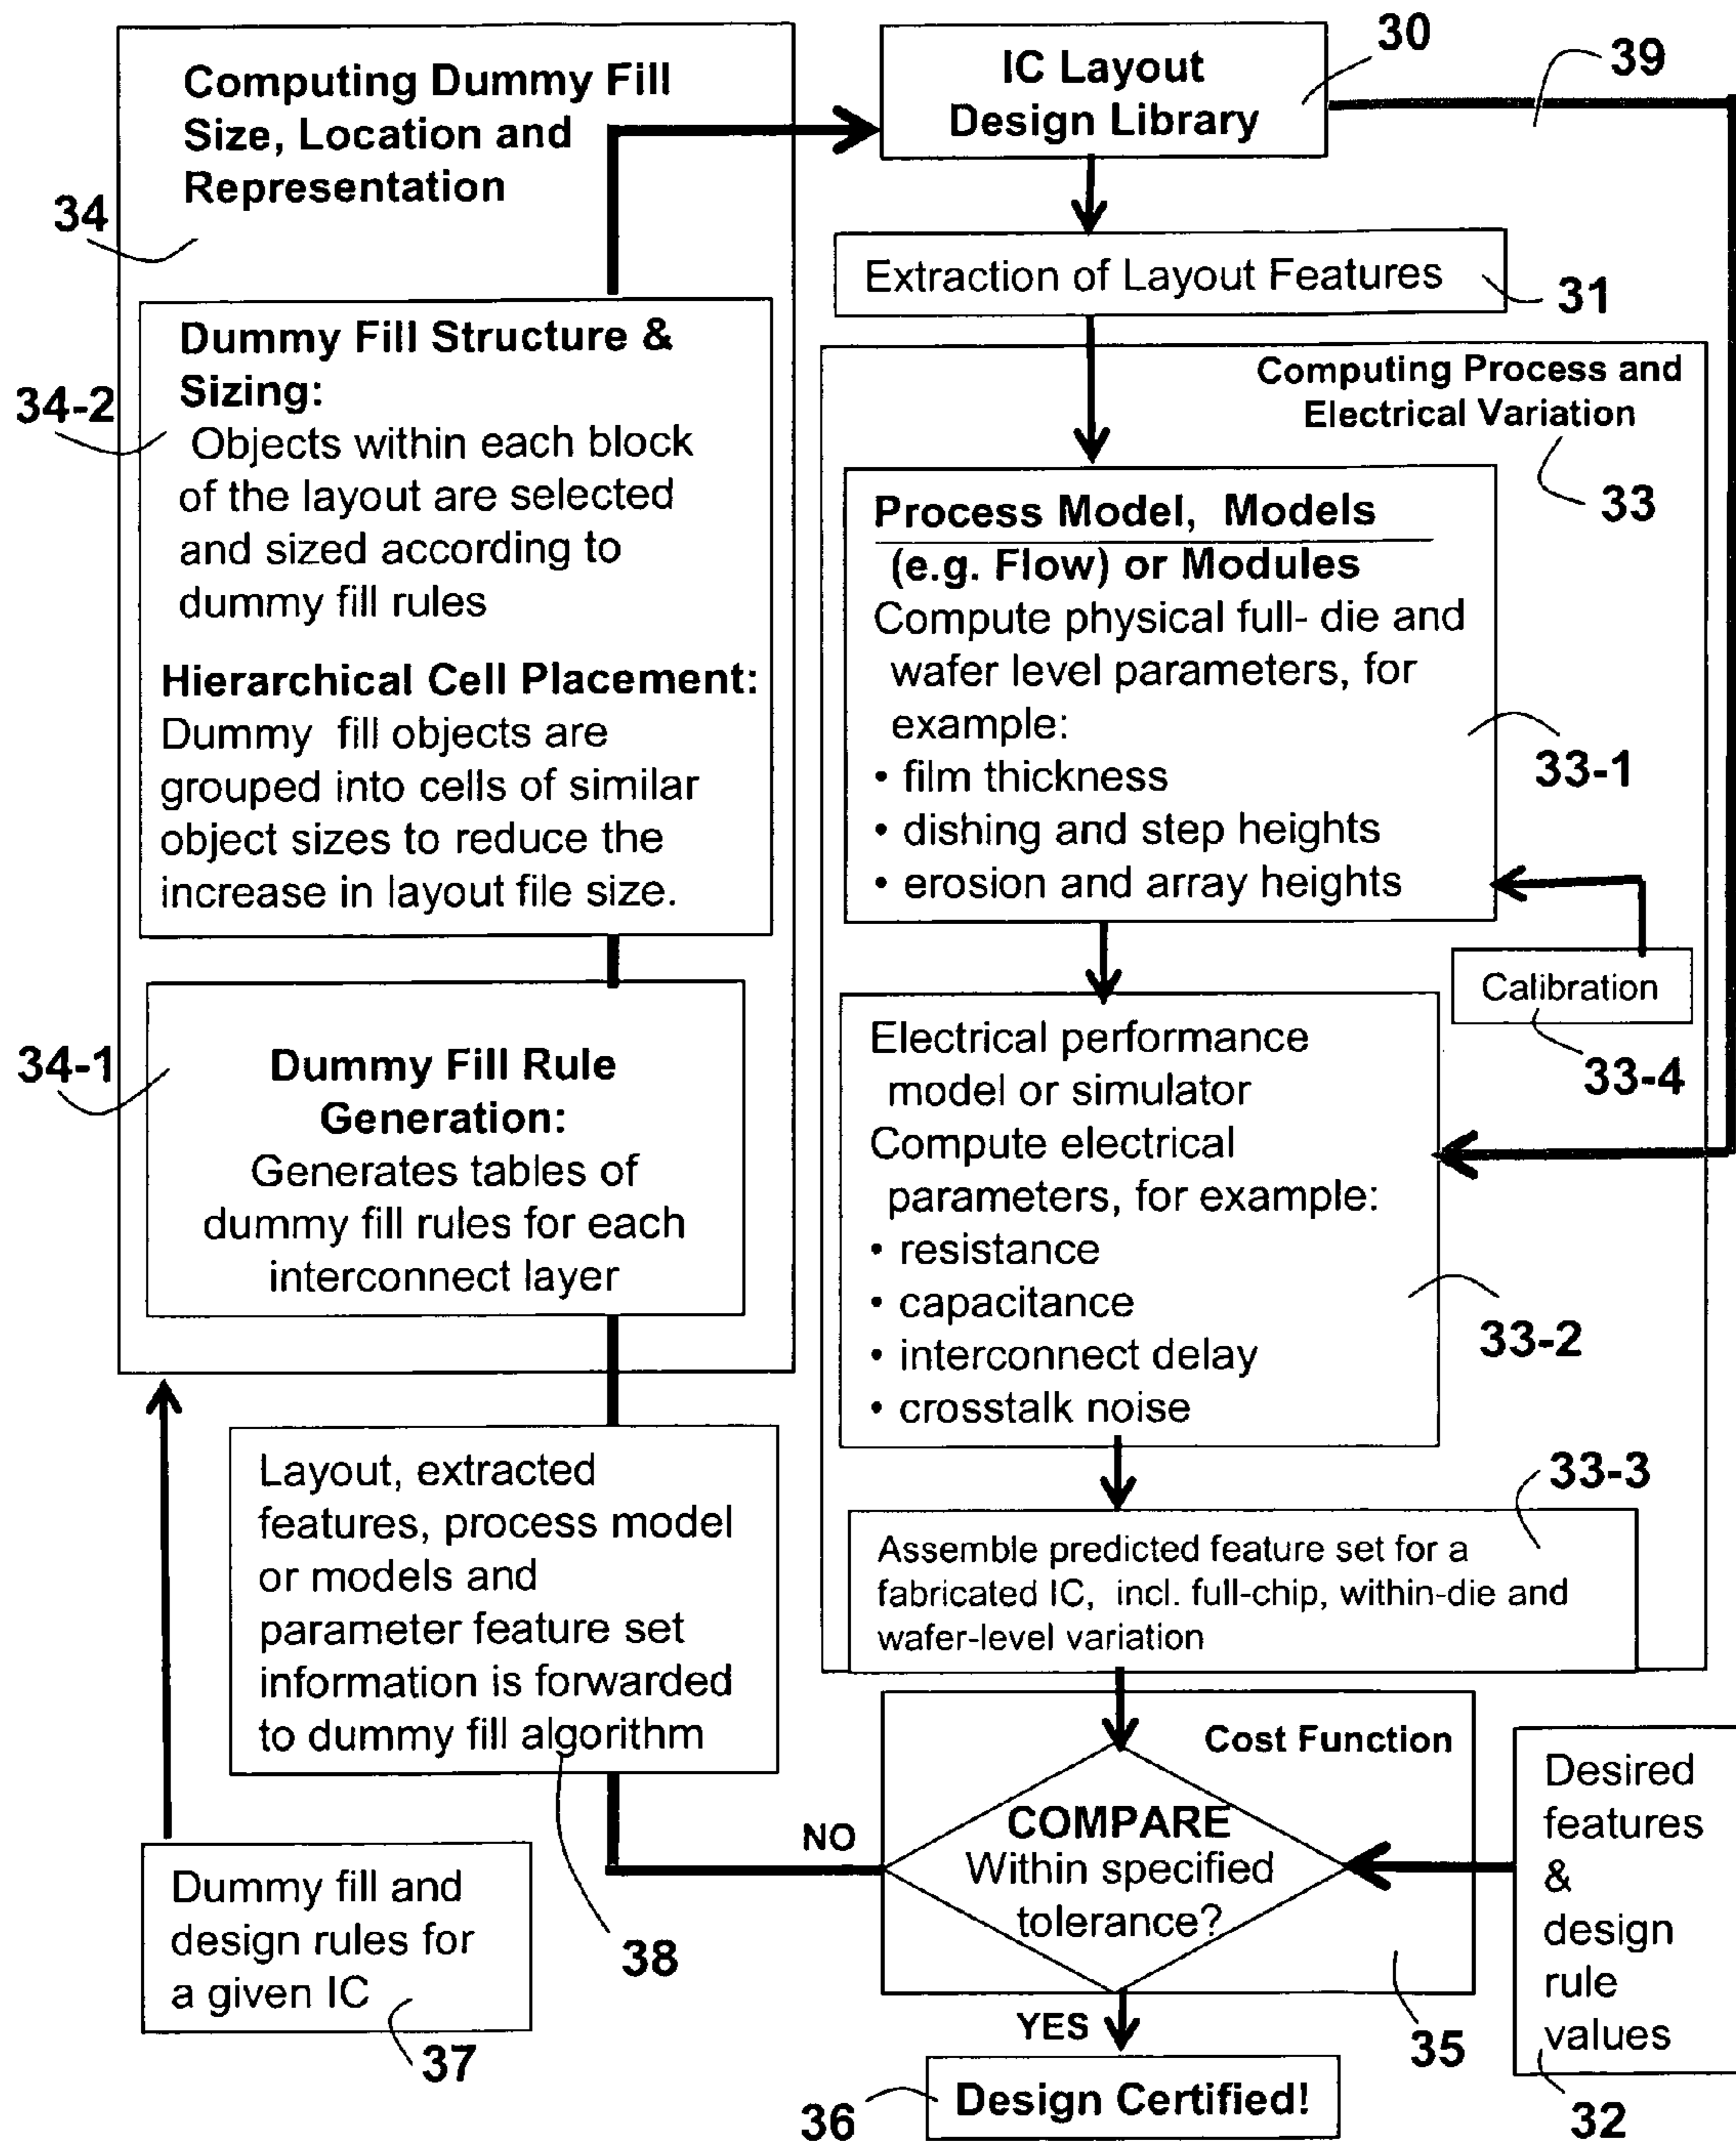 Computing Dummy Fill
Size, Location and
Representation
34
34-2
Dummy Fill Structure &
Sizing:
Objects within each block
of the layout are selected
and sized according to
dummy fill rules
Hierarchical Cell Placement:
Dummy fill objects are
grouped into cells of similar
object sizes to reduce the
increase in layout file size.
34-1
Dummy Fill Rule
Generation:
Generates tables of
dummy fill rules for each
interconnect layer
Layout, extracted
features, process model
or models and
parameter feature set
information is forwarded
to dummy fill algorithm
38
Dummy fill and
design rules for
a given IC
37
IC Layout
Design Library
30
39
Extraction of Layout Features
31
Computing Process and
Electrical Variation
33
Process Model, Models
(e.g. Flow) or Modules
Compute physical full- die and
wafer level parameters, for
example:
• film thickness
• dishing and step heights
• erosion and array heights
33-1
Calibration
33-4
Electrical performance
model or simulator
Compute electrical
parameters, for example:
• resistance
• capacitance
• interconnect delay
• crosstalk noise
33-2
33-3
Assemble predicted feature set for a
fabricated IC, incl. full-chip, within-die and
wafer-level variation
Cost Function
COMPARE
Within specified
tolerance?
NO
YES
35
Desired
features
&
design
rule
values
32
36
Design Certified!